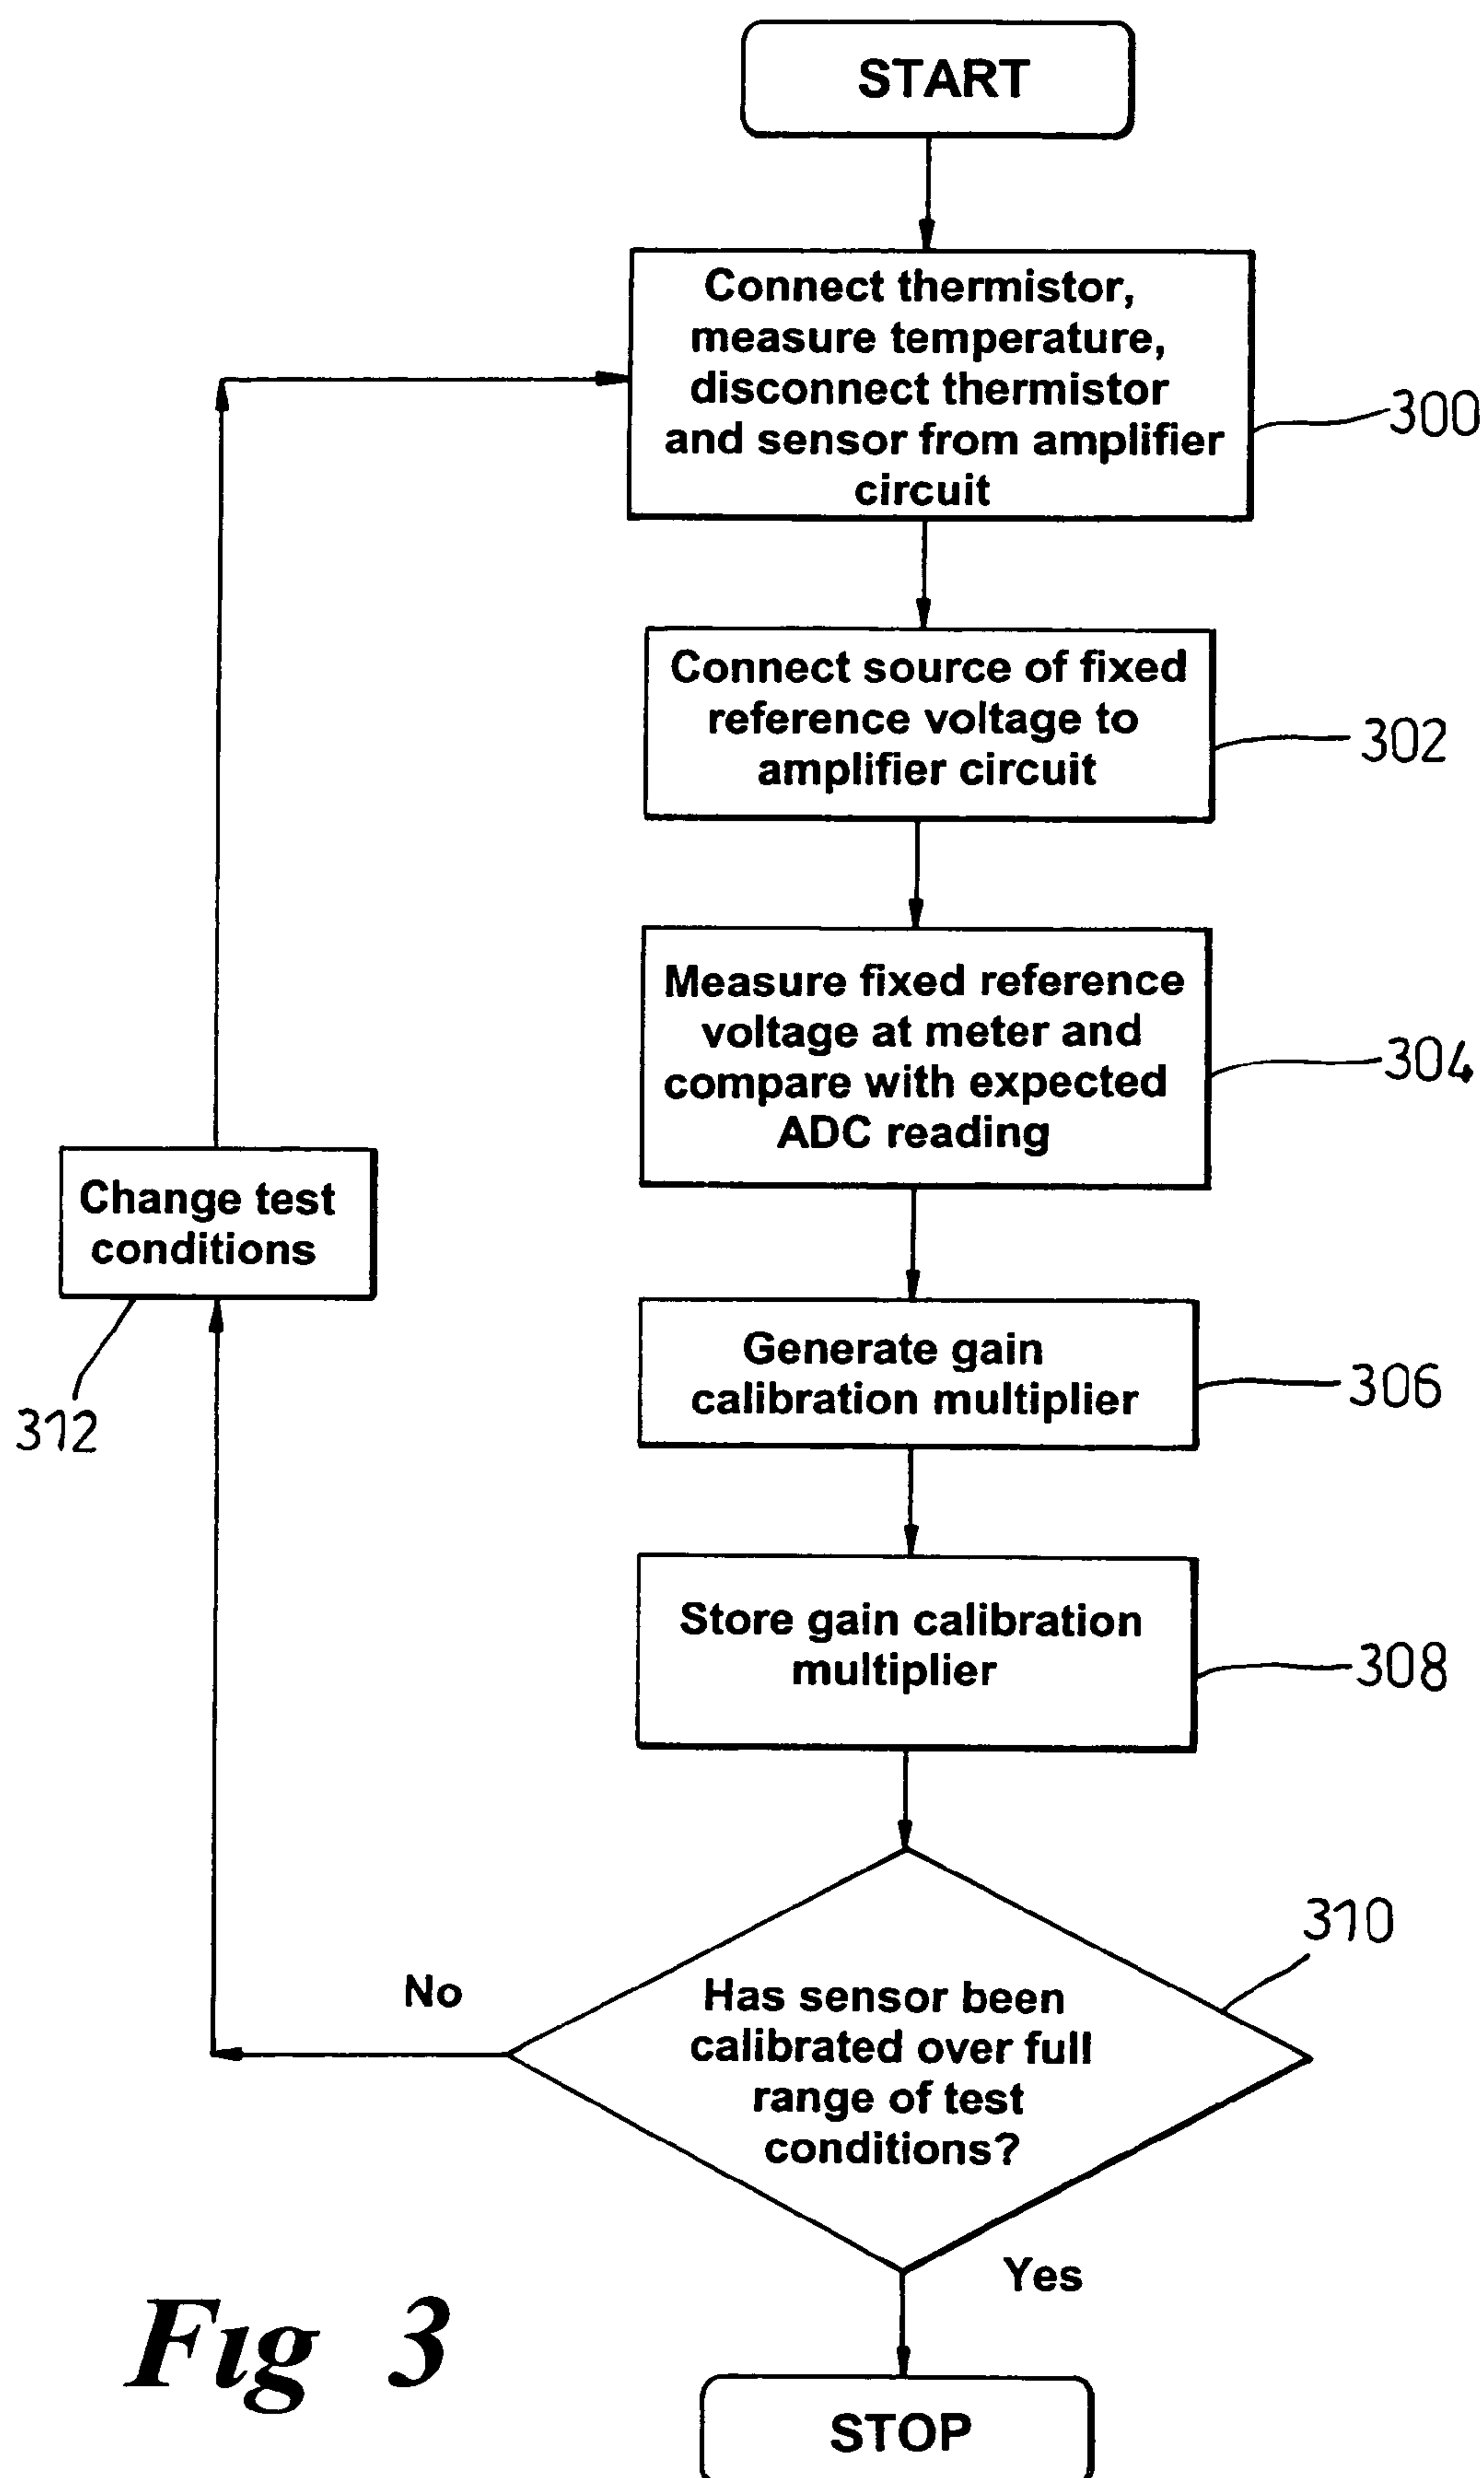 START
Connect thermistor,
measure temperature,
disconnect thermistor
and sensor from amplifier
circuit
300
Connect source of fixed
reference voltage to
amplifier circuit
302
Measure fixed reference
voltage at meter and
compare with expected
ADC reading
304
Change test
conditions
312
Generate gain
calibration multiplier
306
Store gain calibration
multiplier
308
310
No
Has sensor been
calibrated over full
range of test
conditions?
Yes
Fig 3
STOP